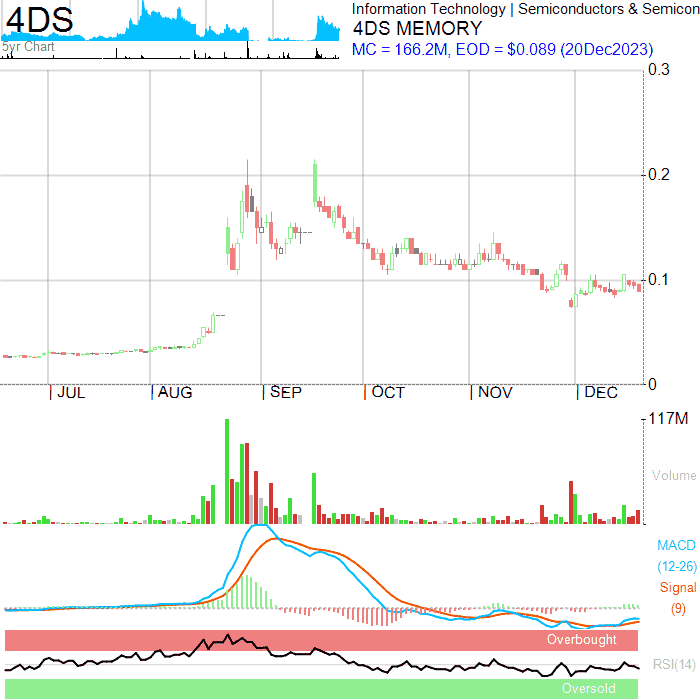 4DS
5yr Chart
Information Technology | Semiconductors & Semicon
4DS MEMORY
MC = 166.2M, EOD = $0.089 (20Dec2023)
0.3
0.2
0.1
0
JUL AUG SEP OCT NOV DEC
117M
Volume
MACD
(12-26)
Signal
(9)
Overbought
RSI(14)
Oversold